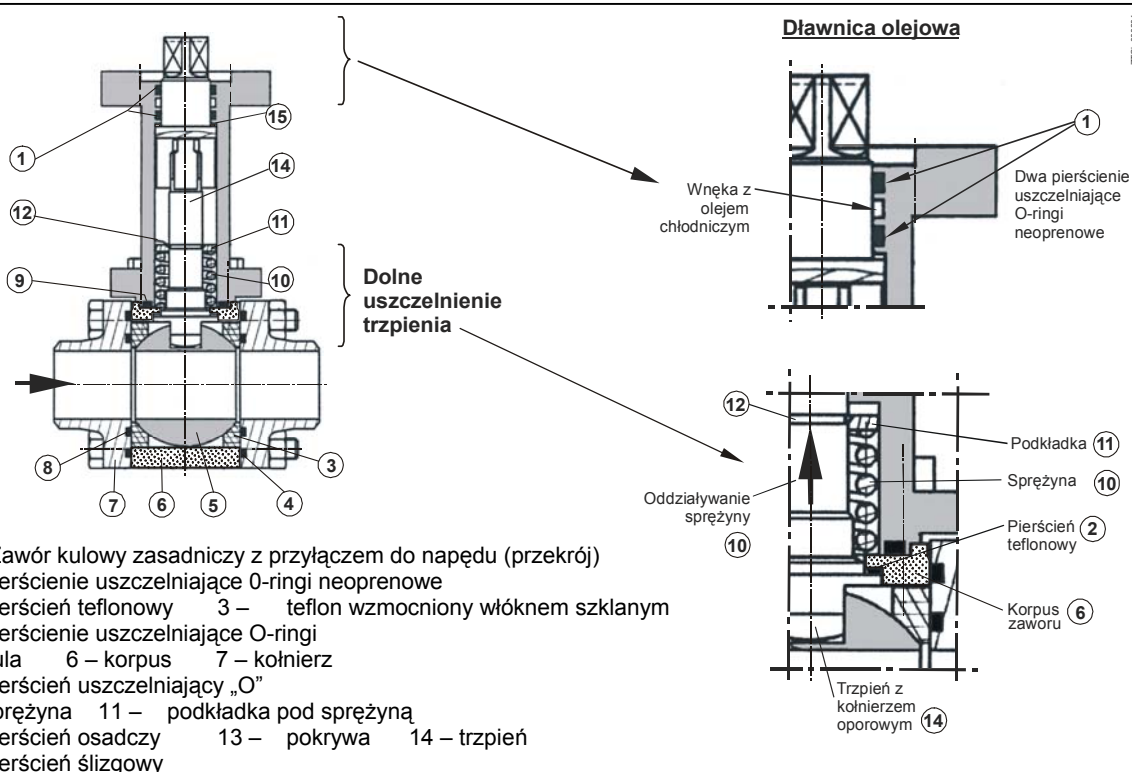 Dławnica olejowa
1
15
14
12
11
9
10
Dolne
uszczelnienie
trzpienia
8
7
6
5
4
3
1
Wnęka z
olejem
chłodniczym
Dwa pierścienie
uszczelniające
O-ringi
neoprenowe
12
Podkładka 11
Oddziaływanie
sprężyny
10
Sprężyna 10
Pierścień
teflonowy 2
Korpus
zaworu 6
Trzpień z
kołnierzem
oporowym 14
Zawór kulowy zasadniczy z przyłączem do napędu (przekrój)
erścienie uszczelniające 0-ringi neoprenowe
erścień teflonowy 3 – teflon wzmocniony włóknem szklanym
erścienie uszczelniające O-ringi
ula 6 – korpus 7 – kołnierz
erścień uszczelniający „O”
prężyna 11 – podkładka pod sprężyną
erścień osadczy 13 – pokrywa 14 – trzpień
erścień ślizgowy